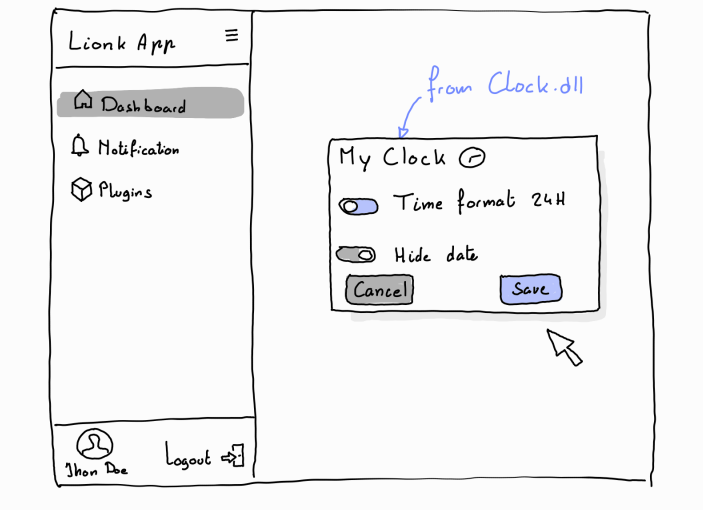 Lionk App
Dashboard
Notification
Plugins
from Clock.dll
My Clock
Time format 24H
Hide date
Cancel
Save
Jhon Doe
Logout